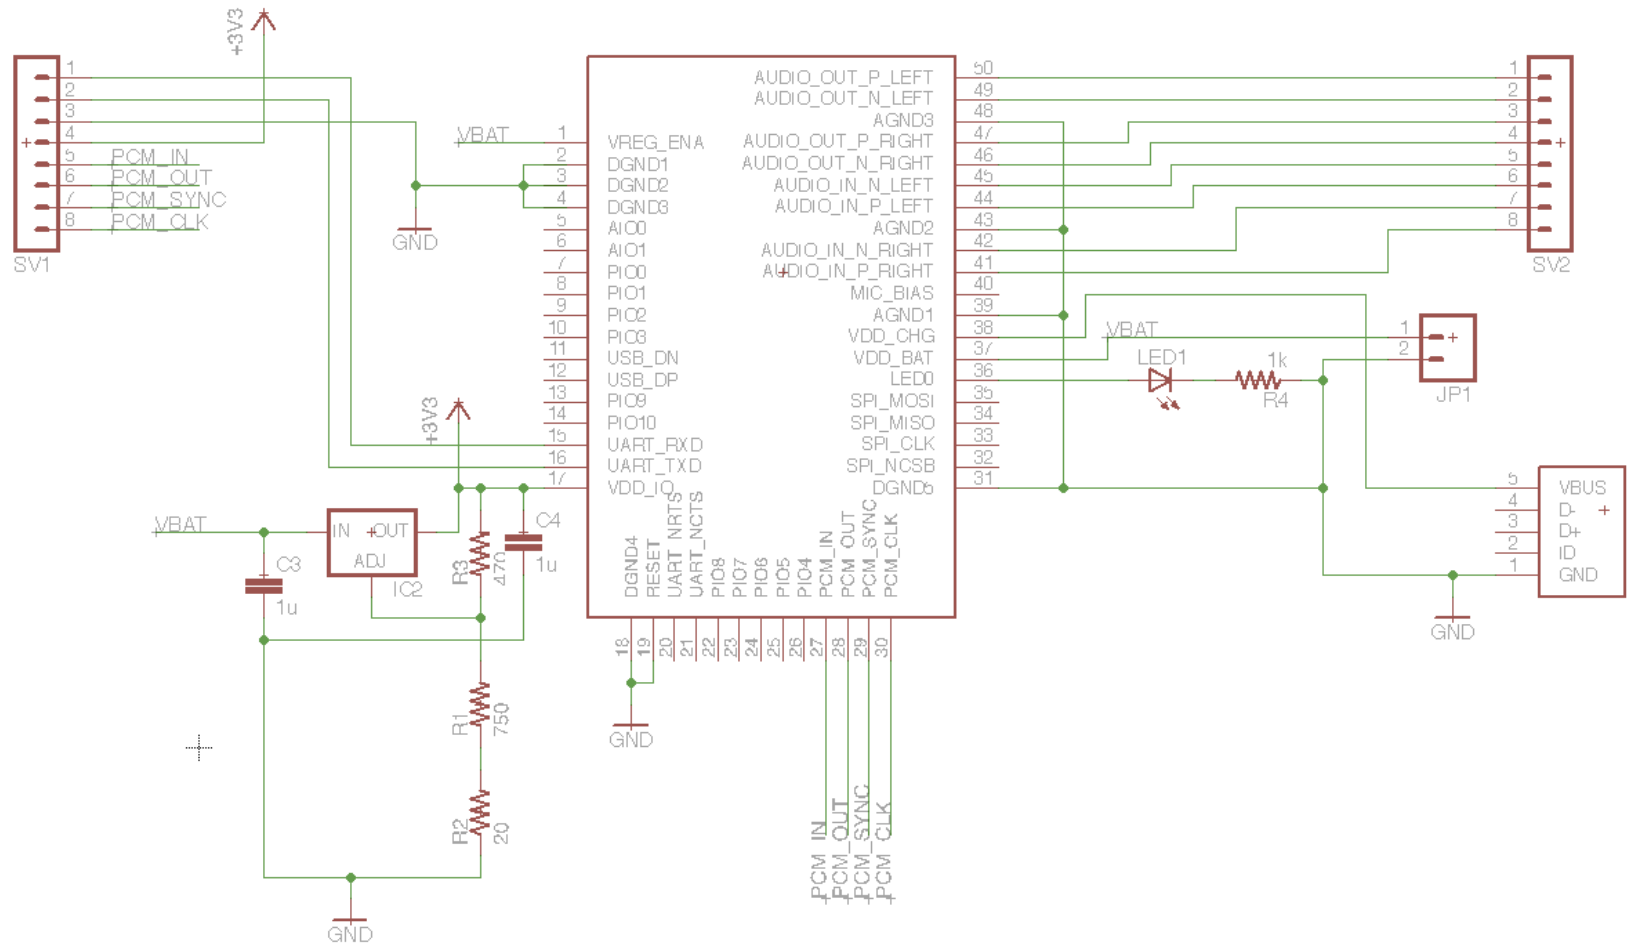 +3V3
1
2
3
4
5 PCM_IN
6 PCM_OUT
7 PCM_SYNC
8 PCM_CLK
SV1
GND
VBAT
1 VREG_ENA
2 DGND1
3 DGND2
4 DGND3
5 AIO0
6 AIO1
7 PIO0
8 PIO1
9 PIO2
10 PIO3
11 USB_DN
12 USB_DP
13 PIO9
14 PIO10
15 UART_RXD
16 UART_TXD
17 VDD_IO
AUDIO_OUT_P_LEFT 50
AUDIO_OUT_N_LEFT 49
AGND3 48
AUDIO_OUT_P_RIGHT 47
AUDIO_OUT_N_RIGHT 46
AUDIO_IN_N_LEFT 45
AUDIO_IN_P_LEFT 44
AGND2 43
AUDIO_IN_N_RIGHT 42
AUDIO_IN_P_RIGHT 41
MIC_BIAS 40
AGND1 39
VDD_CHG 38
VDD_BAT 37
LED0 36
SPI_MOSI 35
SPI_MISO 34
SPI_CLK 33
SPI_NCSB 32
DGND5 31
DGND4 18
RESET 19
UART_NRTS 20
UART_NCTS 21
PIO8 22
PIO7 23
PIO6 24
PIO5 25
PIO4 26
PCM_IN 27
PCM_OUT 28
PCM_SYNC 29
PCM_CLK 30
GND
PCM_IN
PCM_OUT
PCM_SYNC
PCM_CLK
1
2
3
4
5
6
7
8
SV2
VBAT
1
2
JP1
LED1
1k
R4
5 VBUS
4 D-
3 D+
2 ID
1 GND
GND
+3V3
VBAT
IN OUT
ADJ
IC2
C3
1u
C4
1u
R3
470
R1
750
R2
20
GND